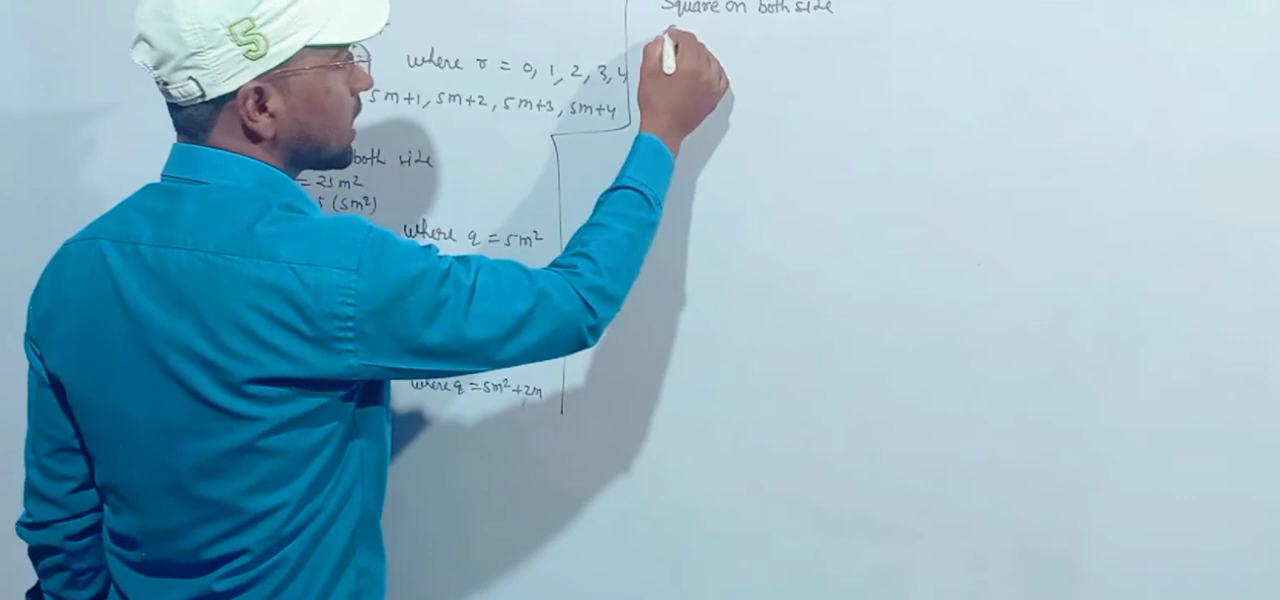 5
where r = 0, 1, 2, 3, 4
5m+1, 5m+2, 5m+3, 5m+4
both side
= 25m²
5 (5m²)
where q = 5m²
where q = 5m²+2m
Square on both side